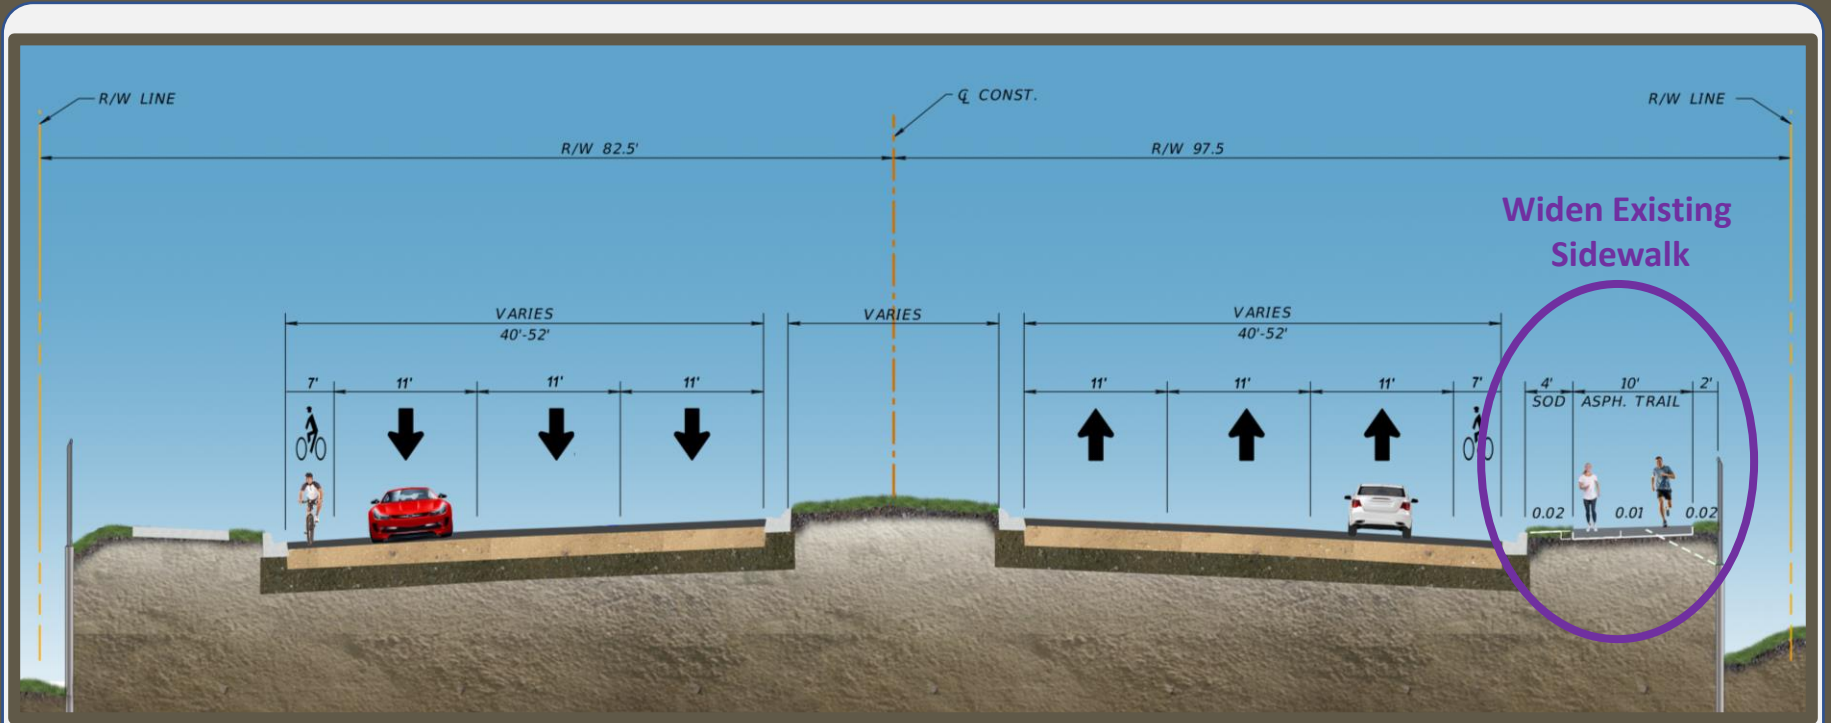 R/W LINE
℄ CONST.
R/W LINE
R/W 82.5'
R/W 97.5
Widen Existing
Sidewalk
VARIES
40'-52'
VARIES
VARIES
40'-52'
7'
11'
11'
11'
11'
11'
11'
7'
4'
SOD
10'
ASPH. TRAIL
2'
0.02
0.01
0.02